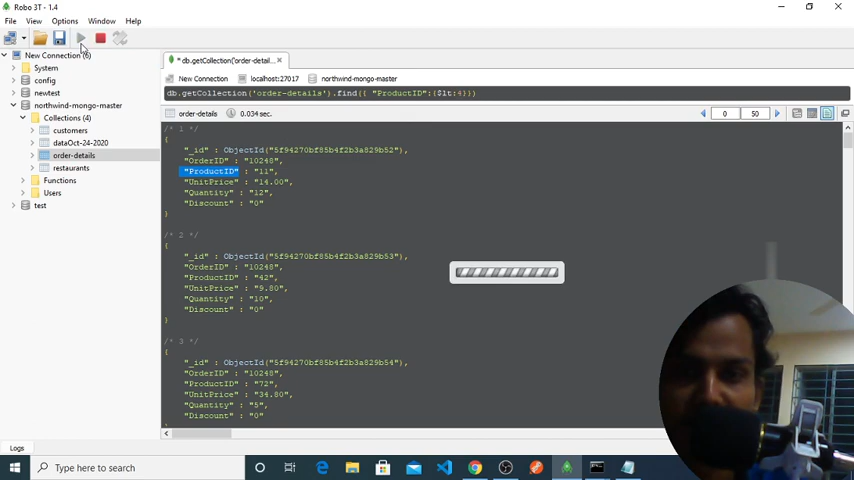 Robo 3T - 1.4
File View Options Window Help
New Connection (6)
System
config
newtest
northwind-mongo-master
Collections (4)
customers
dataOct-24-2020
order-details
restaurants
Functions
Users
test
* db.getCollection('order-detail...
New Connection localhost:27017 northwind-mongo-master
db.getCollection('order-details').find({ "ProductID":{$lt:4}})
order-details 0.034 sec. 0 50
/* 1 */
{
"_id" : ObjectId("5f94270bf85b4f2b3a829b52"),
"OrderID" : "10248",
"ProductID" : "11",
"UnitPrice" : "14.00",
"Quantity" : "12",
"Discount" : "0"
}
/* 2 */
{
"_id" : ObjectId("5f94270bf85b4f2b3a829b53"),
"OrderID" : "10248",
"ProductID" : "42",
"UnitPrice" : "9.80",
"Quantity" : "10",
"Discount" : "0"
}
/* 3 */
{
"_id" : ObjectId("5f94270bf85b4f2b3a829b54"),
"OrderID" : "10248",
"ProductID" : "72",
"UnitPrice" : "34.80",
"Quantity" : "5",
"Discount" : "0"
}
Logs
Type here to search